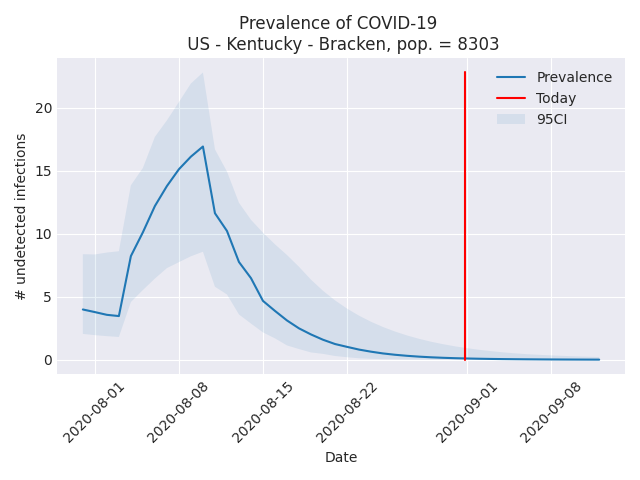 Prevalence of COVID-19
US - Kentucky - Bracken, pop. = 8303
Prevalence
Today
95CI
# undetected infections
20
15
10
5
0
2020-08-01
2020-08-08
2020-08-15
2020-08-22
2020-09-01
2020-09-08
Date